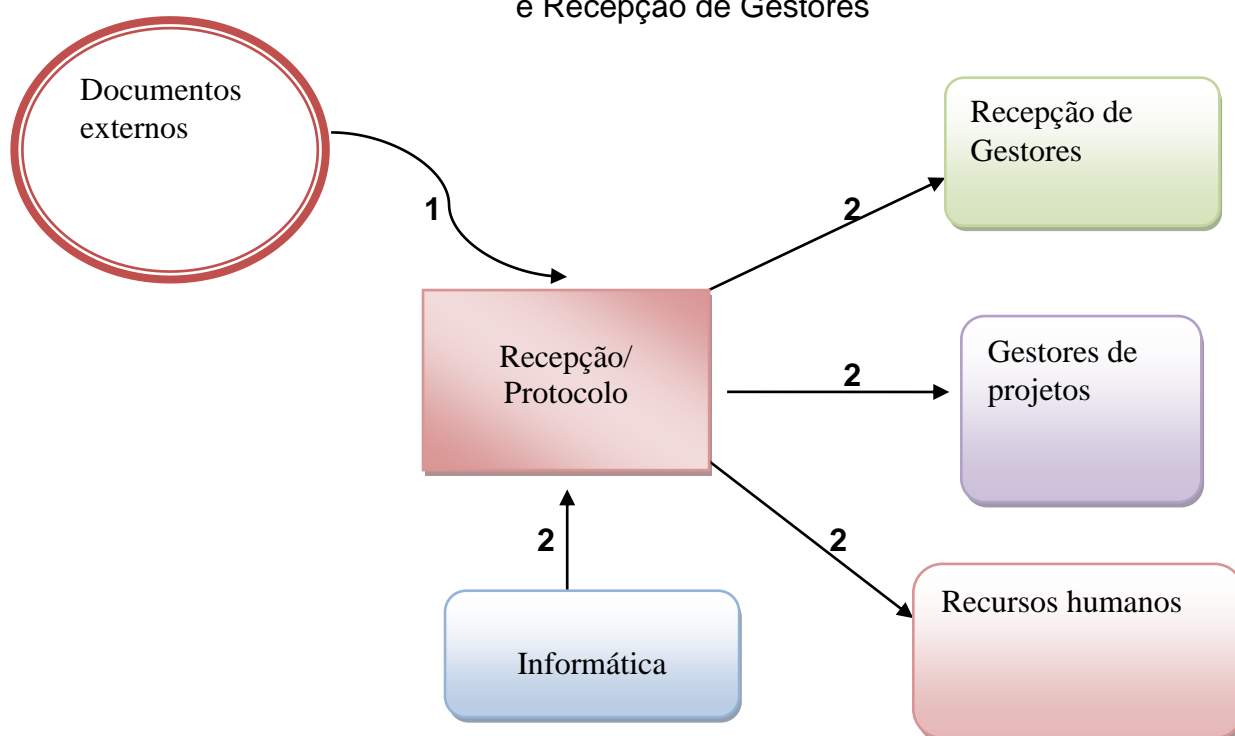 e Recepção de Gestores
Documentos
externos
Recepção de
Gestores
1
2
Gestores de
projetos
Recepção/
Protocolo
2
2
2
Recursos humanos
Informática